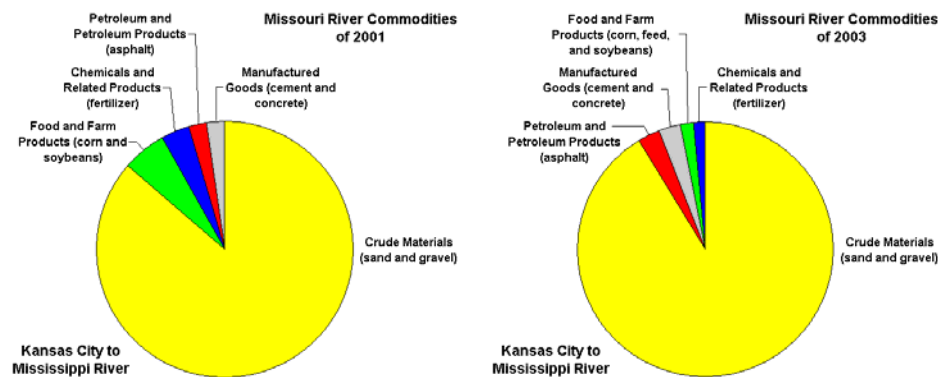 Missouri River Commodities
of 2001
Petroleum and
Petroleum Products
(asphalt)
Chemicals and
Related Products
(fertilizer)
Manufactured
Goods (cement and
concrete)
Food and Farm
Products (corn and
soybeans)
Crude Materials
(sand and gravel)
Kansas City to
Mississippi River
Missouri River Commodities
of 2003
Food and Farm
Products (corn, feed,
and soybeans)
Manufactured
Goods (cement and
concrete)
Chemicals and
Related Products
(fertilizer)
Petroleum and
Petroleum Products
(asphalt)
Crude Materials
(sand and gravel)
Kansas City to
Mississippi River